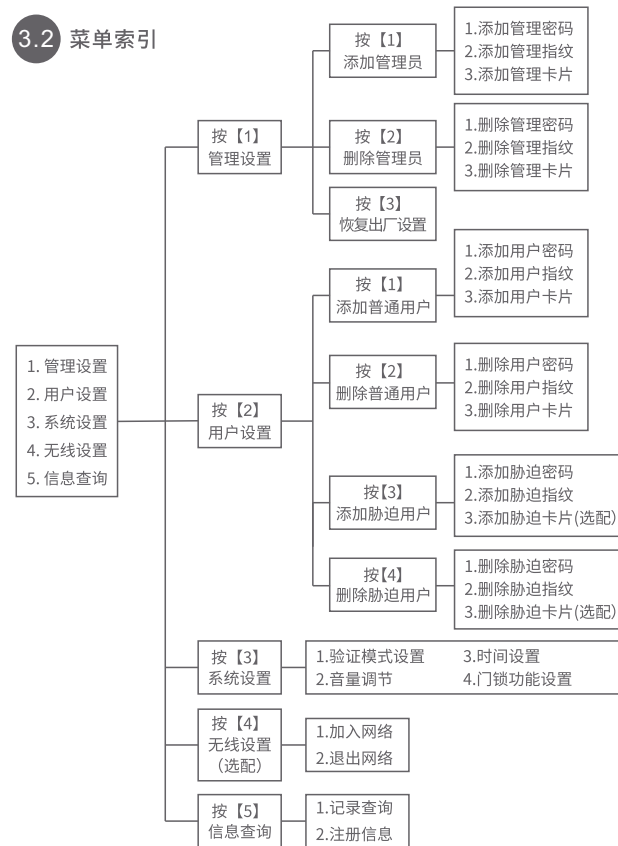 3.2 菜单索引
1. 管理设置
2. 用户设置
3. 系统设置
4. 无线设置
5. 信息查询
按【1】
管理设置
按【1】
添加管理员
1.添加管理密码
2.添加管理指纹
3.添加管理卡片
按【2】
删除管理员
1.删除管理密码
2.删除管理指纹
3.删除管理卡片
按【3】
恢复出厂设置
按【2】
用户设置
按【1】
添加普通用户
1.添加用户密码
2.添加用户指纹
3.添加用户卡片
按【2】
删除普通用户
1.删除用户密码
2.删除用户指纹
3.删除用户卡片
按【3】
添加胁迫用户
1.添加胁迫密码
2.添加胁迫指纹
3.添加胁迫卡片(选配)
按【4】
删除胁迫用户
1.删除胁迫密码
2.删除胁迫指纹
3.删除胁迫卡片(选配)
按【3】
系统设置
1.验证模式设置 3.时间设置
2.音量调节 4.门锁功能设置
按【4】
无线设置
（选配）
1.加入网络
2.退出网络
按【5】
信息查询
1.记录查询
2.注册信息